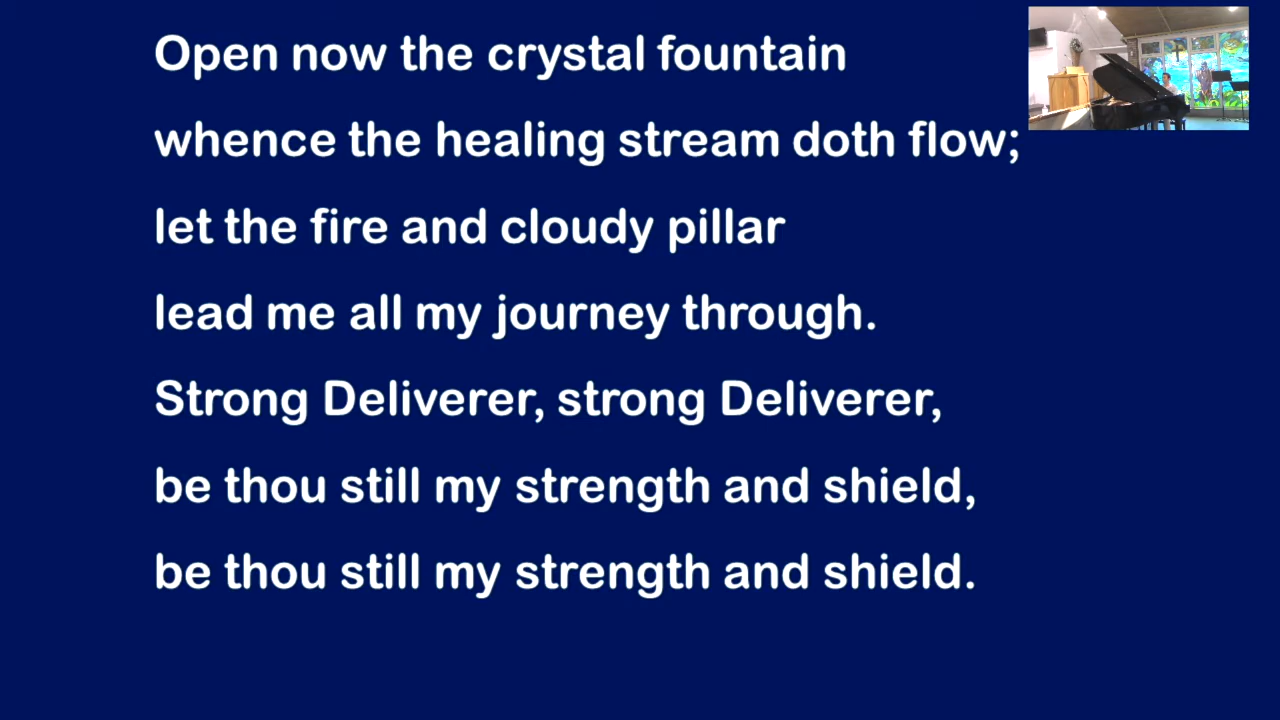 Open now the crystal fountain
whence the healing stream doth flow;
let the fire and cloudy pillar
lead me all my journey through.
Strong Deliverer, strong Deliverer,
be thou still my strength and shield,
be thou still my strength and shield.